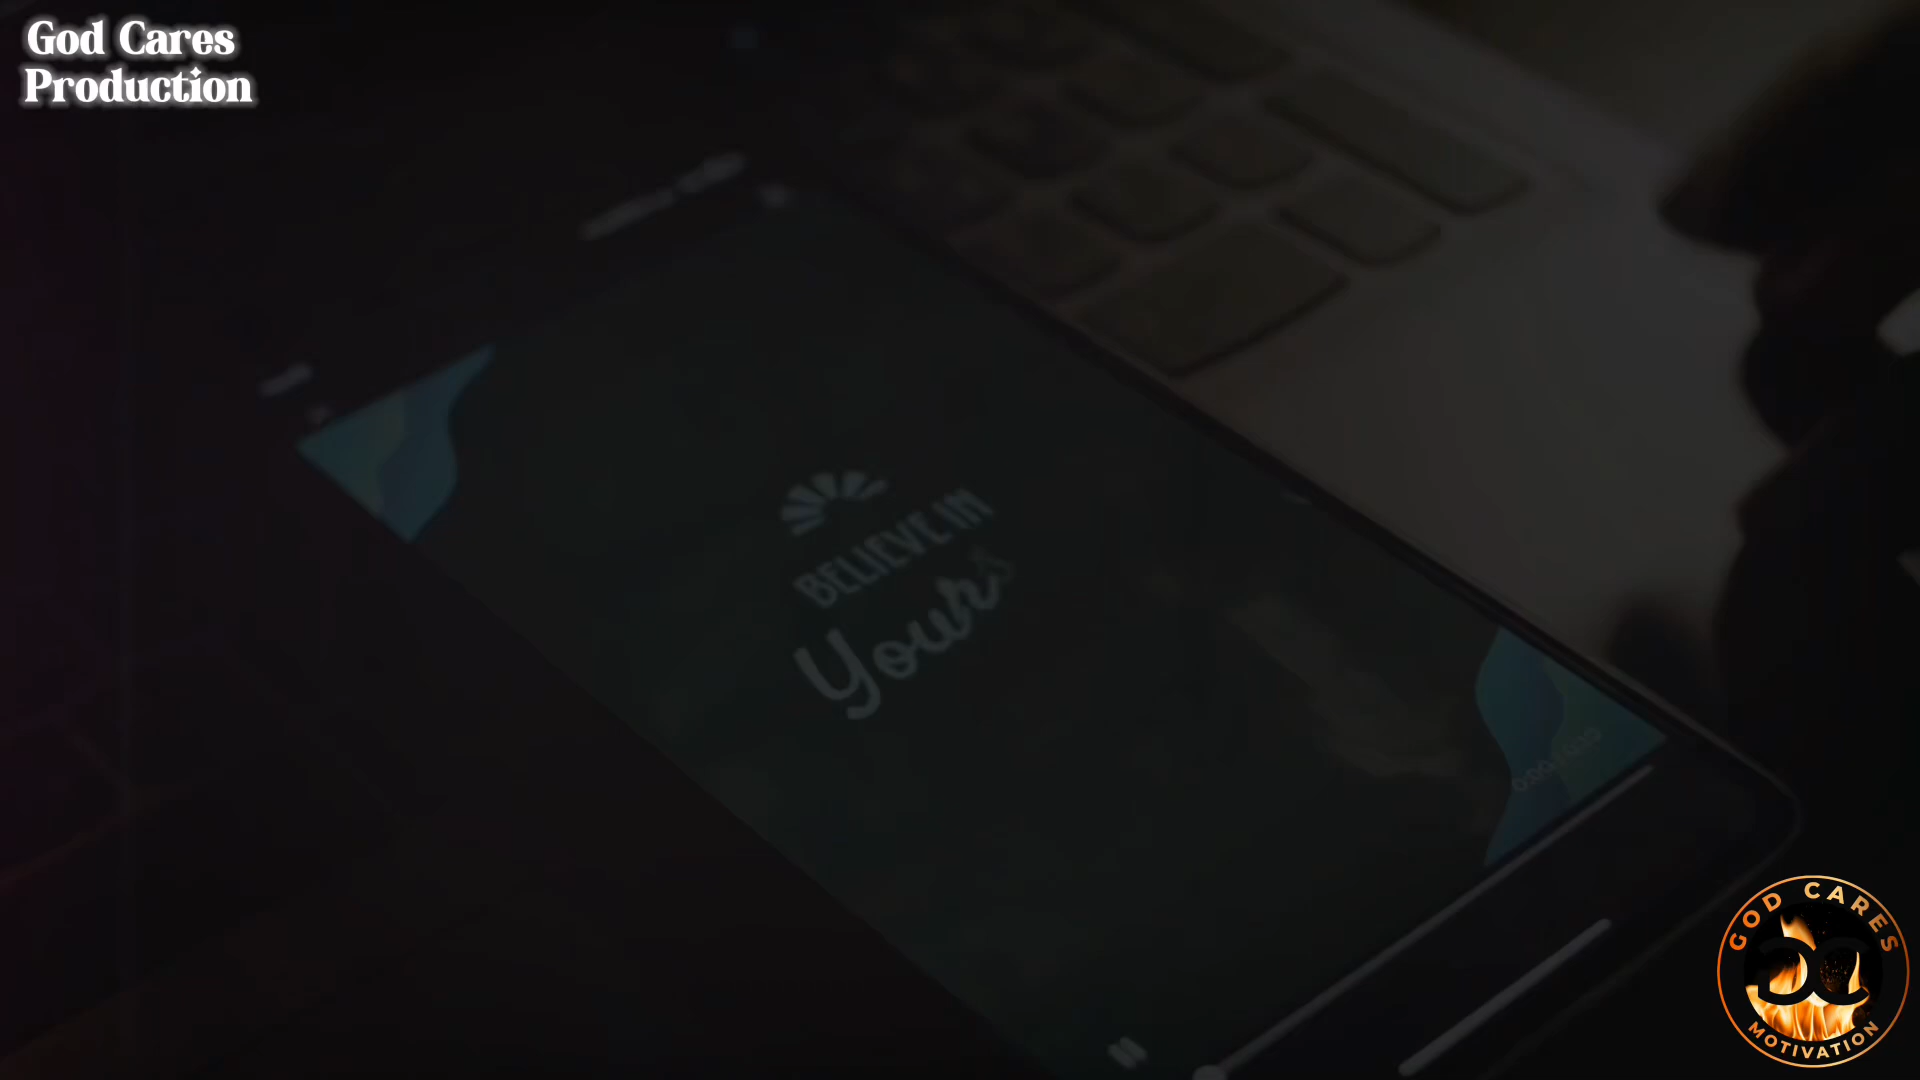 God Cares
Production
BELIEVE IN
Your
GOD CARES
MOTIVATION